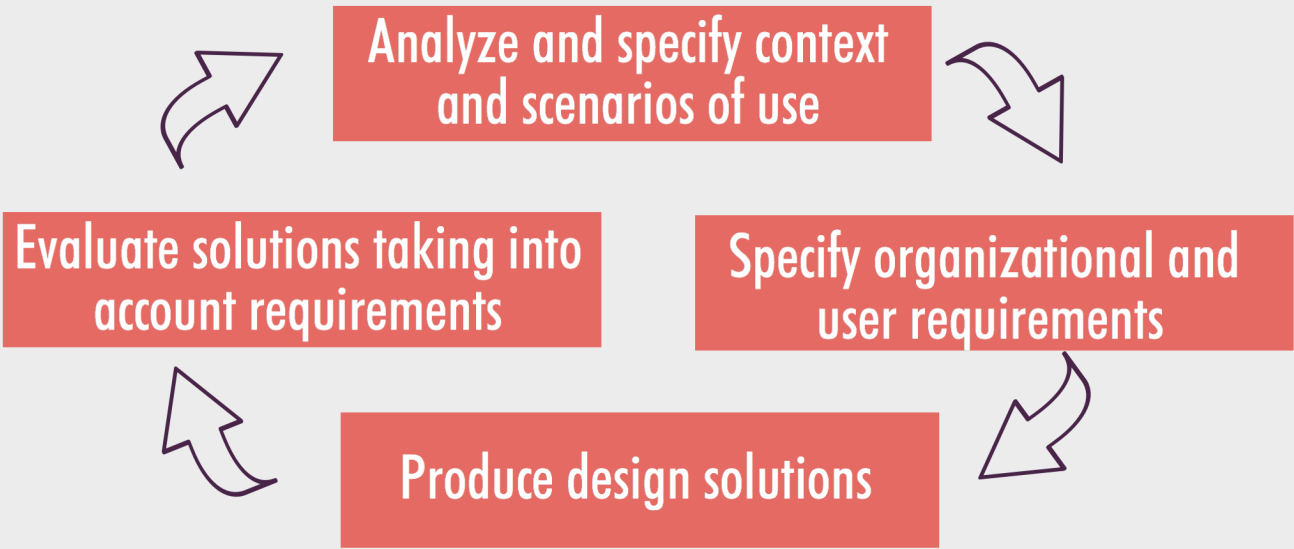 Analyze and specify context
and scenarios of use
Evaluate solutions taking into
account requirements
Specify organizational and
user requirements
Produce design solutions